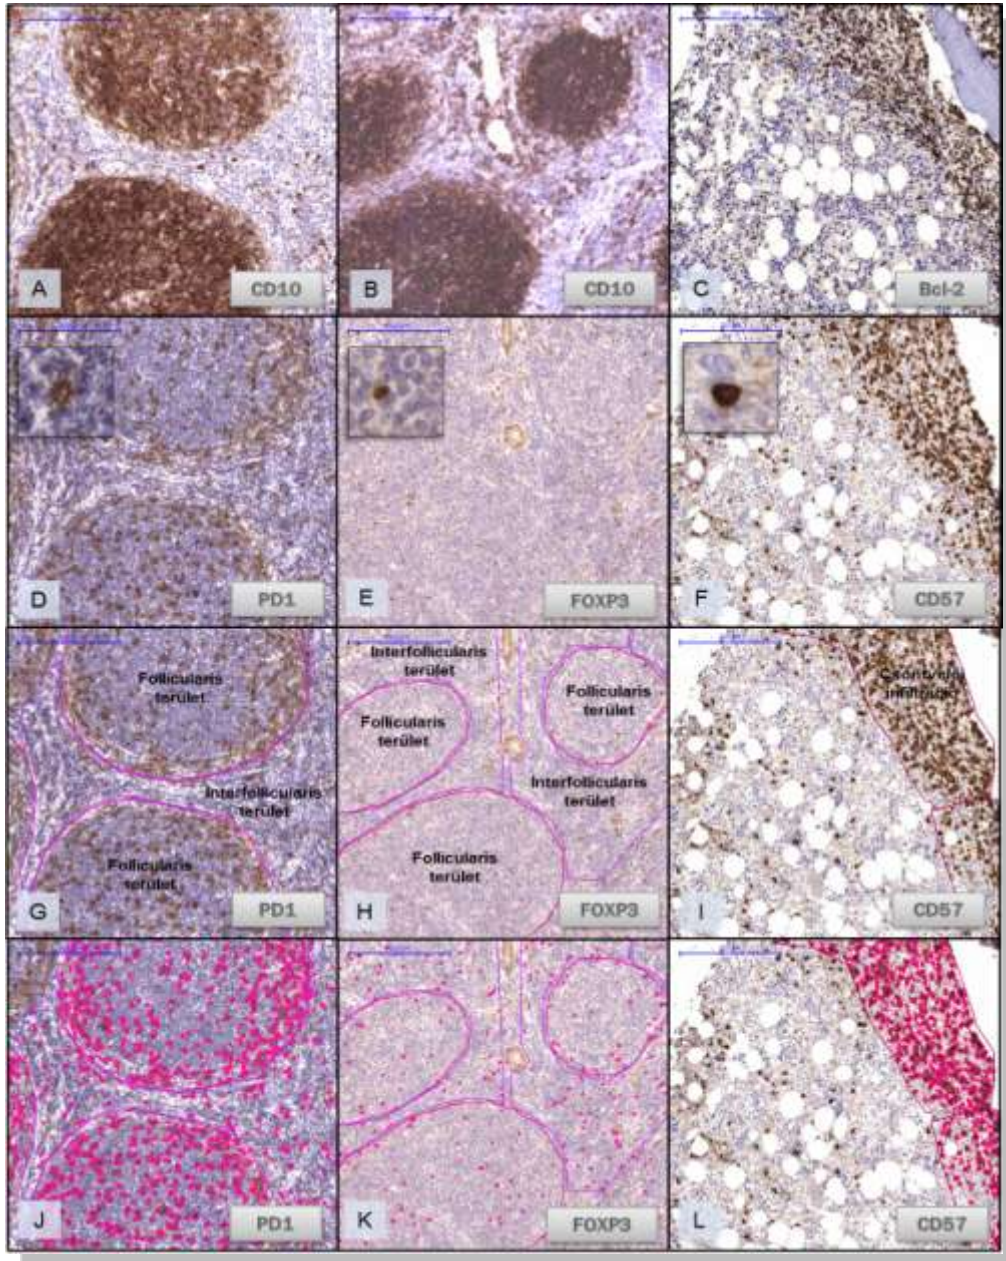 A CD10
B CD10
C Bcl-2
D PD1
E FOXP3
F CD57
Follicularis
terület
Interfollicularis
terület
Follicularis
terület
G PD1
Interfollicularis
terület
Follicularis
terület
Follicularis
terület
Interfollicularis
terület
Follicularis
terület
H FOXP3
I CD57
J PD1
K FOXP3
L CD57